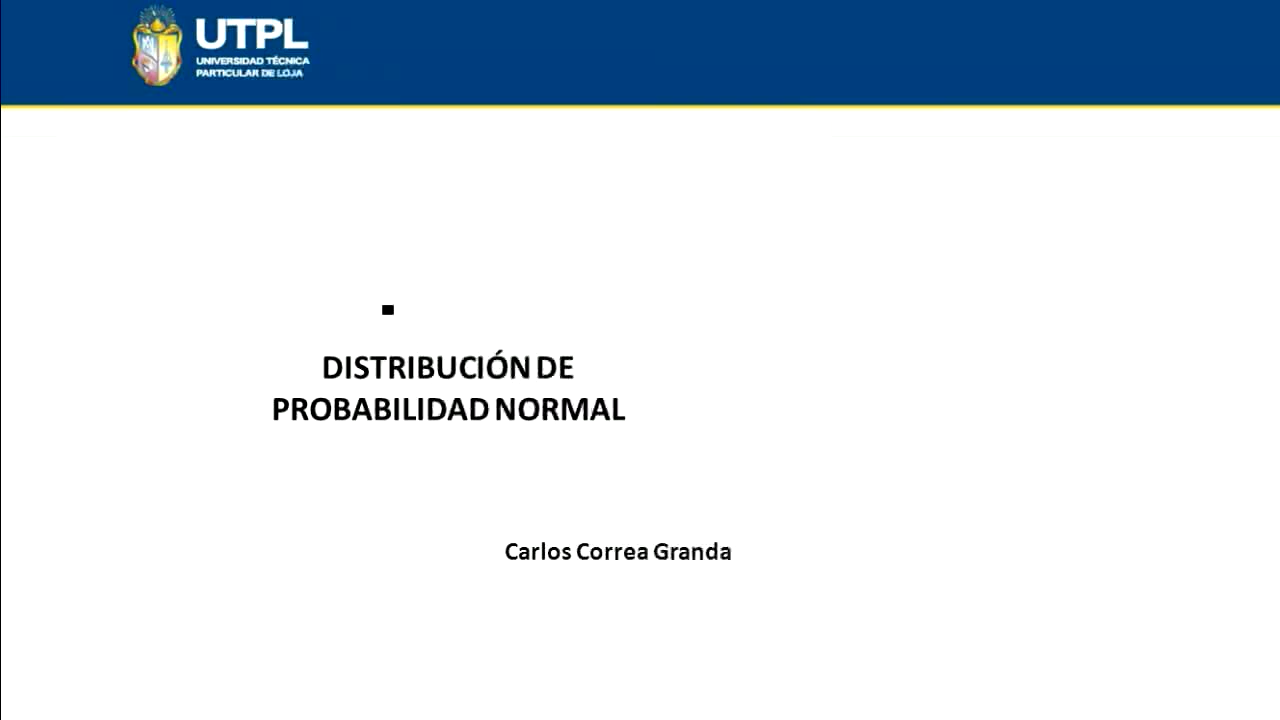 UTPL
UNIVERSIDAD TÉCNICA
PARTICULAR DE LOJA
DISTRIBUCIÓN DE
PROBABILIDAD NORMAL
Carlos Correa Granda